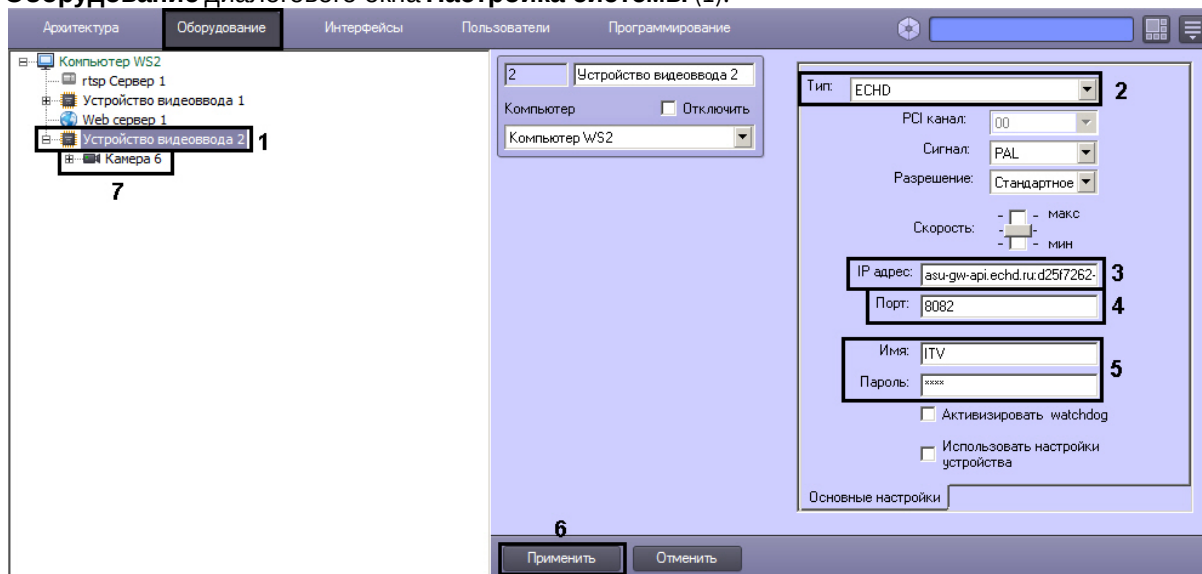 Оборудование диалогового окна Настройка системы (1).
Архитектура Оборудование Интерфейсы Пользователи Программирование
Компьютер WS2
rtsp Сервер 1
Устройство видеоввода 1
Web сервер 1
Устройство видеоввода 2 1
Камера 6
7
2 Устройство видеоввода 2
Компьютер Отключить
Компьютер WS2
Тип: ECHD 2
PCI канал: 00
Сигнал: PAL
Разрешение: Стандартное
Скорость: - - макс
- -
- - мин
IP адрес: asu-gw-api.echd.ru:d25f7262- 3
Порт: 8082 4
Имя: ITV
Пароль: xxxx 5
Активизировать watchdog
Использовать настройки
устройства
Основные настройки
6
Применить Отменить